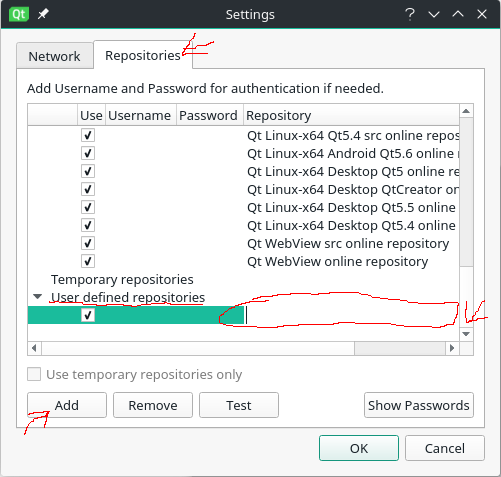 Qt
Settings
Network
Repositories
Add Username and Password for authentication if needed.
Use Username Password Repository
Qt Linux-x64 Qt5.4 src online repos
Qt Linux-x64 Android Qt5.6 online
Qt Linux-x64 Desktop Qt5 online re
Qt Linux-x64 Desktop QtCreator on
Qt Linux-x64 Desktop Qt5.5 online
Qt Linux-x64 Desktop Qt5.4 online
Qt WebView src online repository
Qt WebView online repository
Temporary repositories
User defined repositories
Use temporary repositories only
Add
Remove
Test
Show Passwords
OK
Cancel